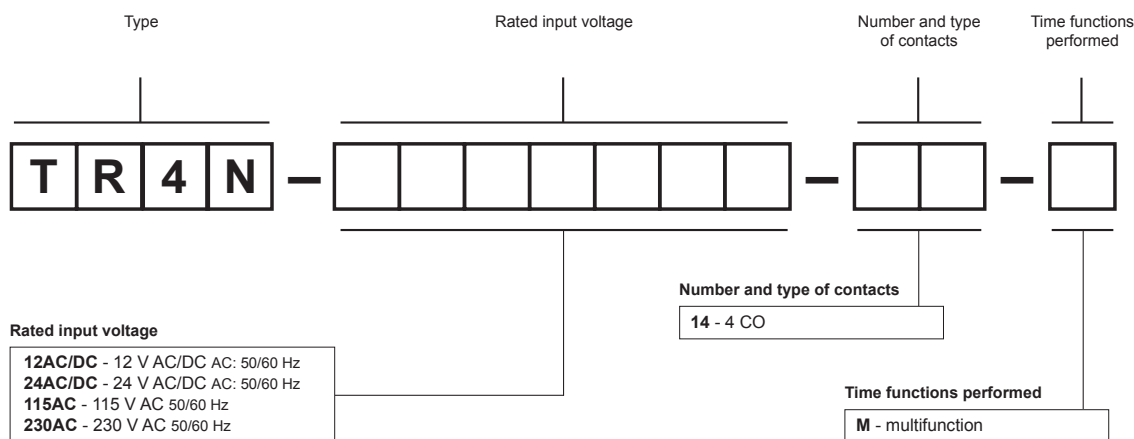 Type
Rated input voltage
Number and type
of contacts
Time functions
performed
TR4N – –  –
Number and type of contacts
14 - 4 CO
Rated input voltage
12AC/DC - 12 V AC/DC AC: 50/60 Hz
24AC/DC - 24 V AC/DC AC: 50/60 Hz
115AC - 115 V AC 50/60 Hz
230AC - 230 V AC 50/60 Hz
Time functions performed
M - multifunction